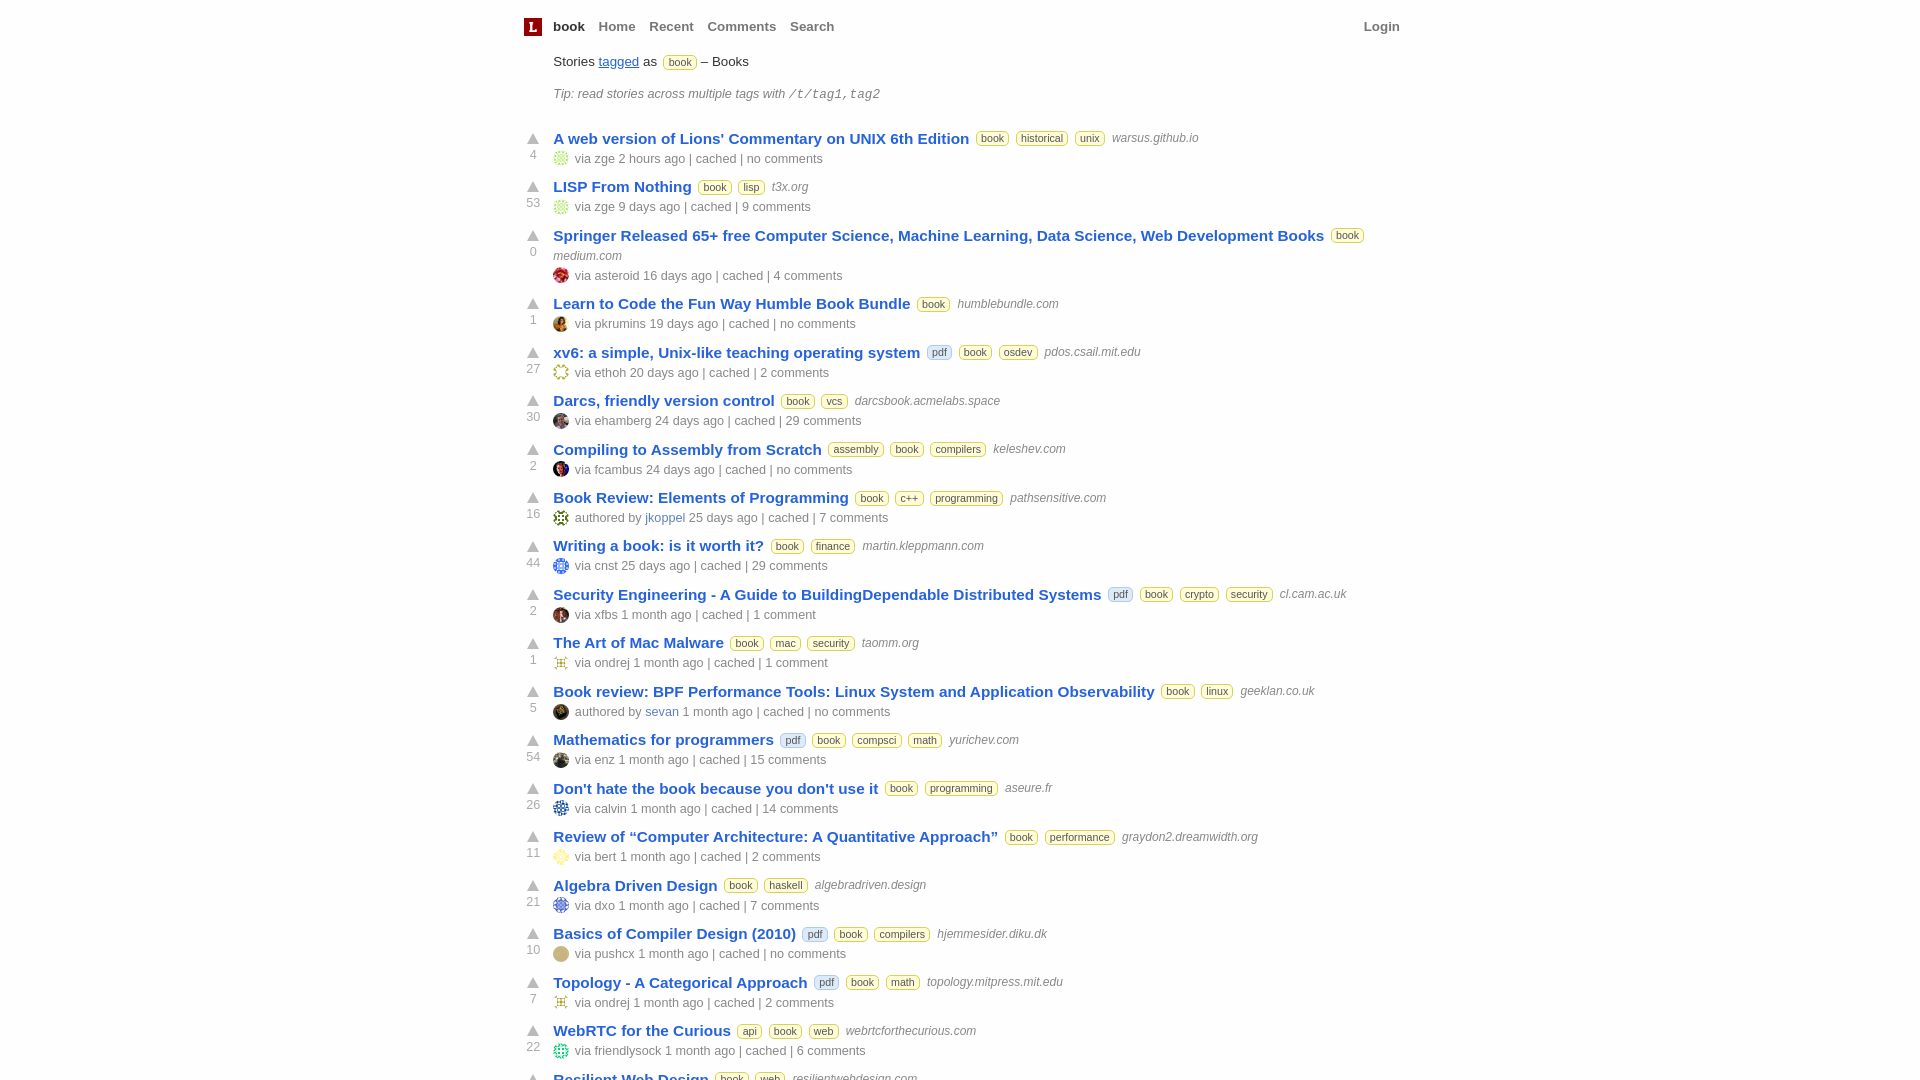 L book Home Recent Comments Search Login
Stories tagged as book – Books
Tip: read stories across multiple tags with /t/tag1,tag2
A web version of Lions' Commentary on UNIX 6th Edition book historical unix warsus.github.io
4 via zge 2 hours ago | cached | no comments
LISP From Nothing book lisp t3x.org
53 via zge 9 days ago | cached | 9 comments
Springer Released 65+ free Computer Science, Machine Learning, Data Science, Web Development Books book
0 medium.com
via asteroid 16 days ago | cached | 4 comments
Learn to Code the Fun Way Humble Book Bundle book humblebundle.com
1 via pkrumins 19 days ago | cached | no comments
xv6: a simple, Unix-like teaching operating system pdf book osdev pdos.csail.mit.edu
27 via ethoh 20 days ago | cached | 2 comments
Darcs, friendly version control book vcs darcsbook.acmelabs.space
30 via ehamberg 24 days ago | cached | 29 comments
Compiling to Assembly from Scratch assembly book compilers keleshev.com
2 via fcambus 24 days ago | cached | no comments
Book Review: Elements of Programming book c++ programming pathsensitive.com
16 authored by jkoppel 25 days ago | cached | 7 comments
Writing a book: is it worth it? book finance martin.kleppmann.com
44 via cnst 25 days ago | cached | 29 comments
Security Engineering - A Guide to BuildingDependable Distributed Systems pdf book crypto security cl.cam.ac.uk
2 via xfbs 1 month ago | cached | 1 comment
The Art of Mac Malware book mac security taomm.org
1 via ondrej 1 month ago | cached | 1 comment
Book review: BPF Performance Tools: Linux System and Application Observability book linux geeklan.co.uk
5 authored by sevan 1 month ago | cached | no comments
Mathematics for programmers pdf book compsci math yurichev.com
54 via enz 1 month ago | cached | 15 comments
Don't hate the book because you don't use it book programming aseure.fr
26 via calvin 1 month ago | cached | 14 comments
Review of “Computer Architecture: A Quantitative Approach” book performance graydon2.dreamwidth.org
11 via bert 1 month ago | cached | 2 comments
Algebra Driven Design book haskell algebradriven.design
21 via dxo 1 month ago | cached | 7 comments
Basics of Compiler Design (2010) pdf book compilers hjemmesider.diku.dk
10 via pushcx 1 month ago | cached | no comments
Topology - A Categorical Approach pdf book math topology.mitpress.mit.edu
7 via ondrej 1 month ago | cached | 2 comments
WebRTC for the Curious api book web webrtcforthecurious.com
22 via friendlysock 1 month ago | cached | 6 comments
Resilient Web Design book web resilientwebdesign.com